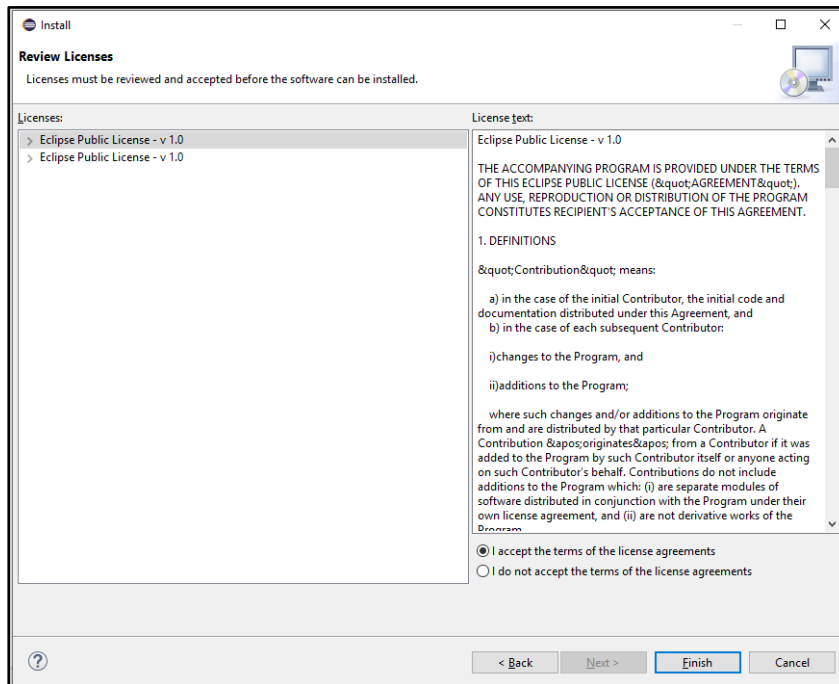 Install
Review Licenses
Licenses must be reviewed and accepted before the software can be installed.
Licenses:
Eclipse Public License - v 1.0
Eclipse Public License - v 1.0
License text:
Eclipse Public License - v 1.0
THE ACCOMPANYING PROGRAM IS PROVIDED UNDER THE TERMS
OF THIS ECLIPSE PUBLIC LICENSE (&quot;AGREEMENT&quot;).
ANY USE, REPRODUCTION OR DISTRIBUTION OF THE PROGRAM
CONSTITUTES RECIPIENT'S ACCEPTANCE OF THIS AGREEMENT.
1. DEFINITIONS
&quot;Contribution&quot; means:
a) in the case of the initial Contributor, the initial code and
documentation distributed under this Agreement, and
b) in the case of each subsequent Contributor:
i)changes to the Program, and
ii)additions to the Program;
where such changes and/or additions to the Program originate
from and are distributed by that particular Contributor. A
Contribution &apos;originates&apos; from a Contributor if it was
added to the Program by such Contributor itself or anyone acting
on such Contributor's behalf. Contributions do not include
additions to the Program which: (i) are separate modules of
software distributed in conjunction with the Program under their
own license agreement, and (ii) are not derivative works of the
Program.
I accept the terms of the license agreements
I do not accept the terms of the license agreements
?
< Back
Next >
Finish
Cancel